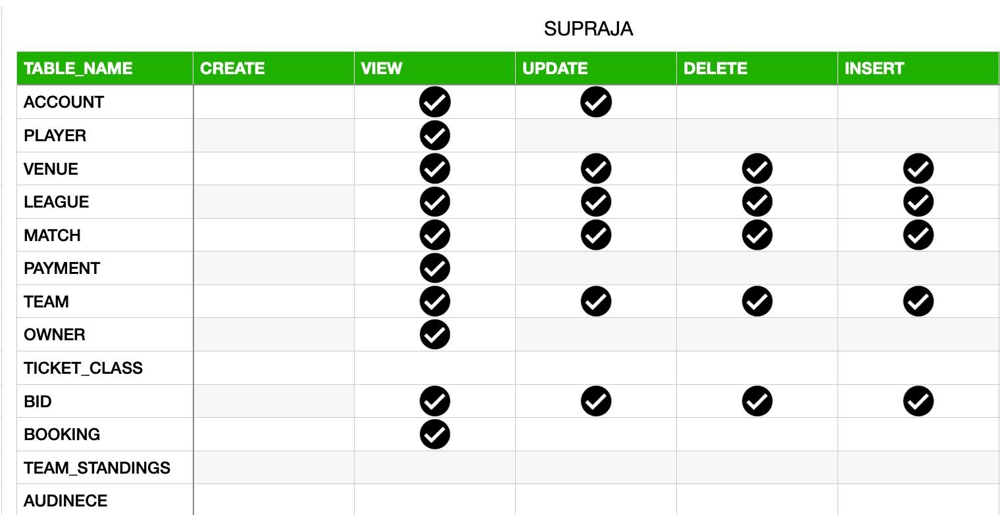 SUPRAJA
TABLE_NAME CREATE VIEW UPDATE DELETE INSERT
ACCOUNT
PLAYER
VENUE
LEAGUE
MATCH
PAYMENT
TEAM
OWNER
TICKET_CLASS
BID
BOOKING
TEAM_STANDINGS
AUDINECE